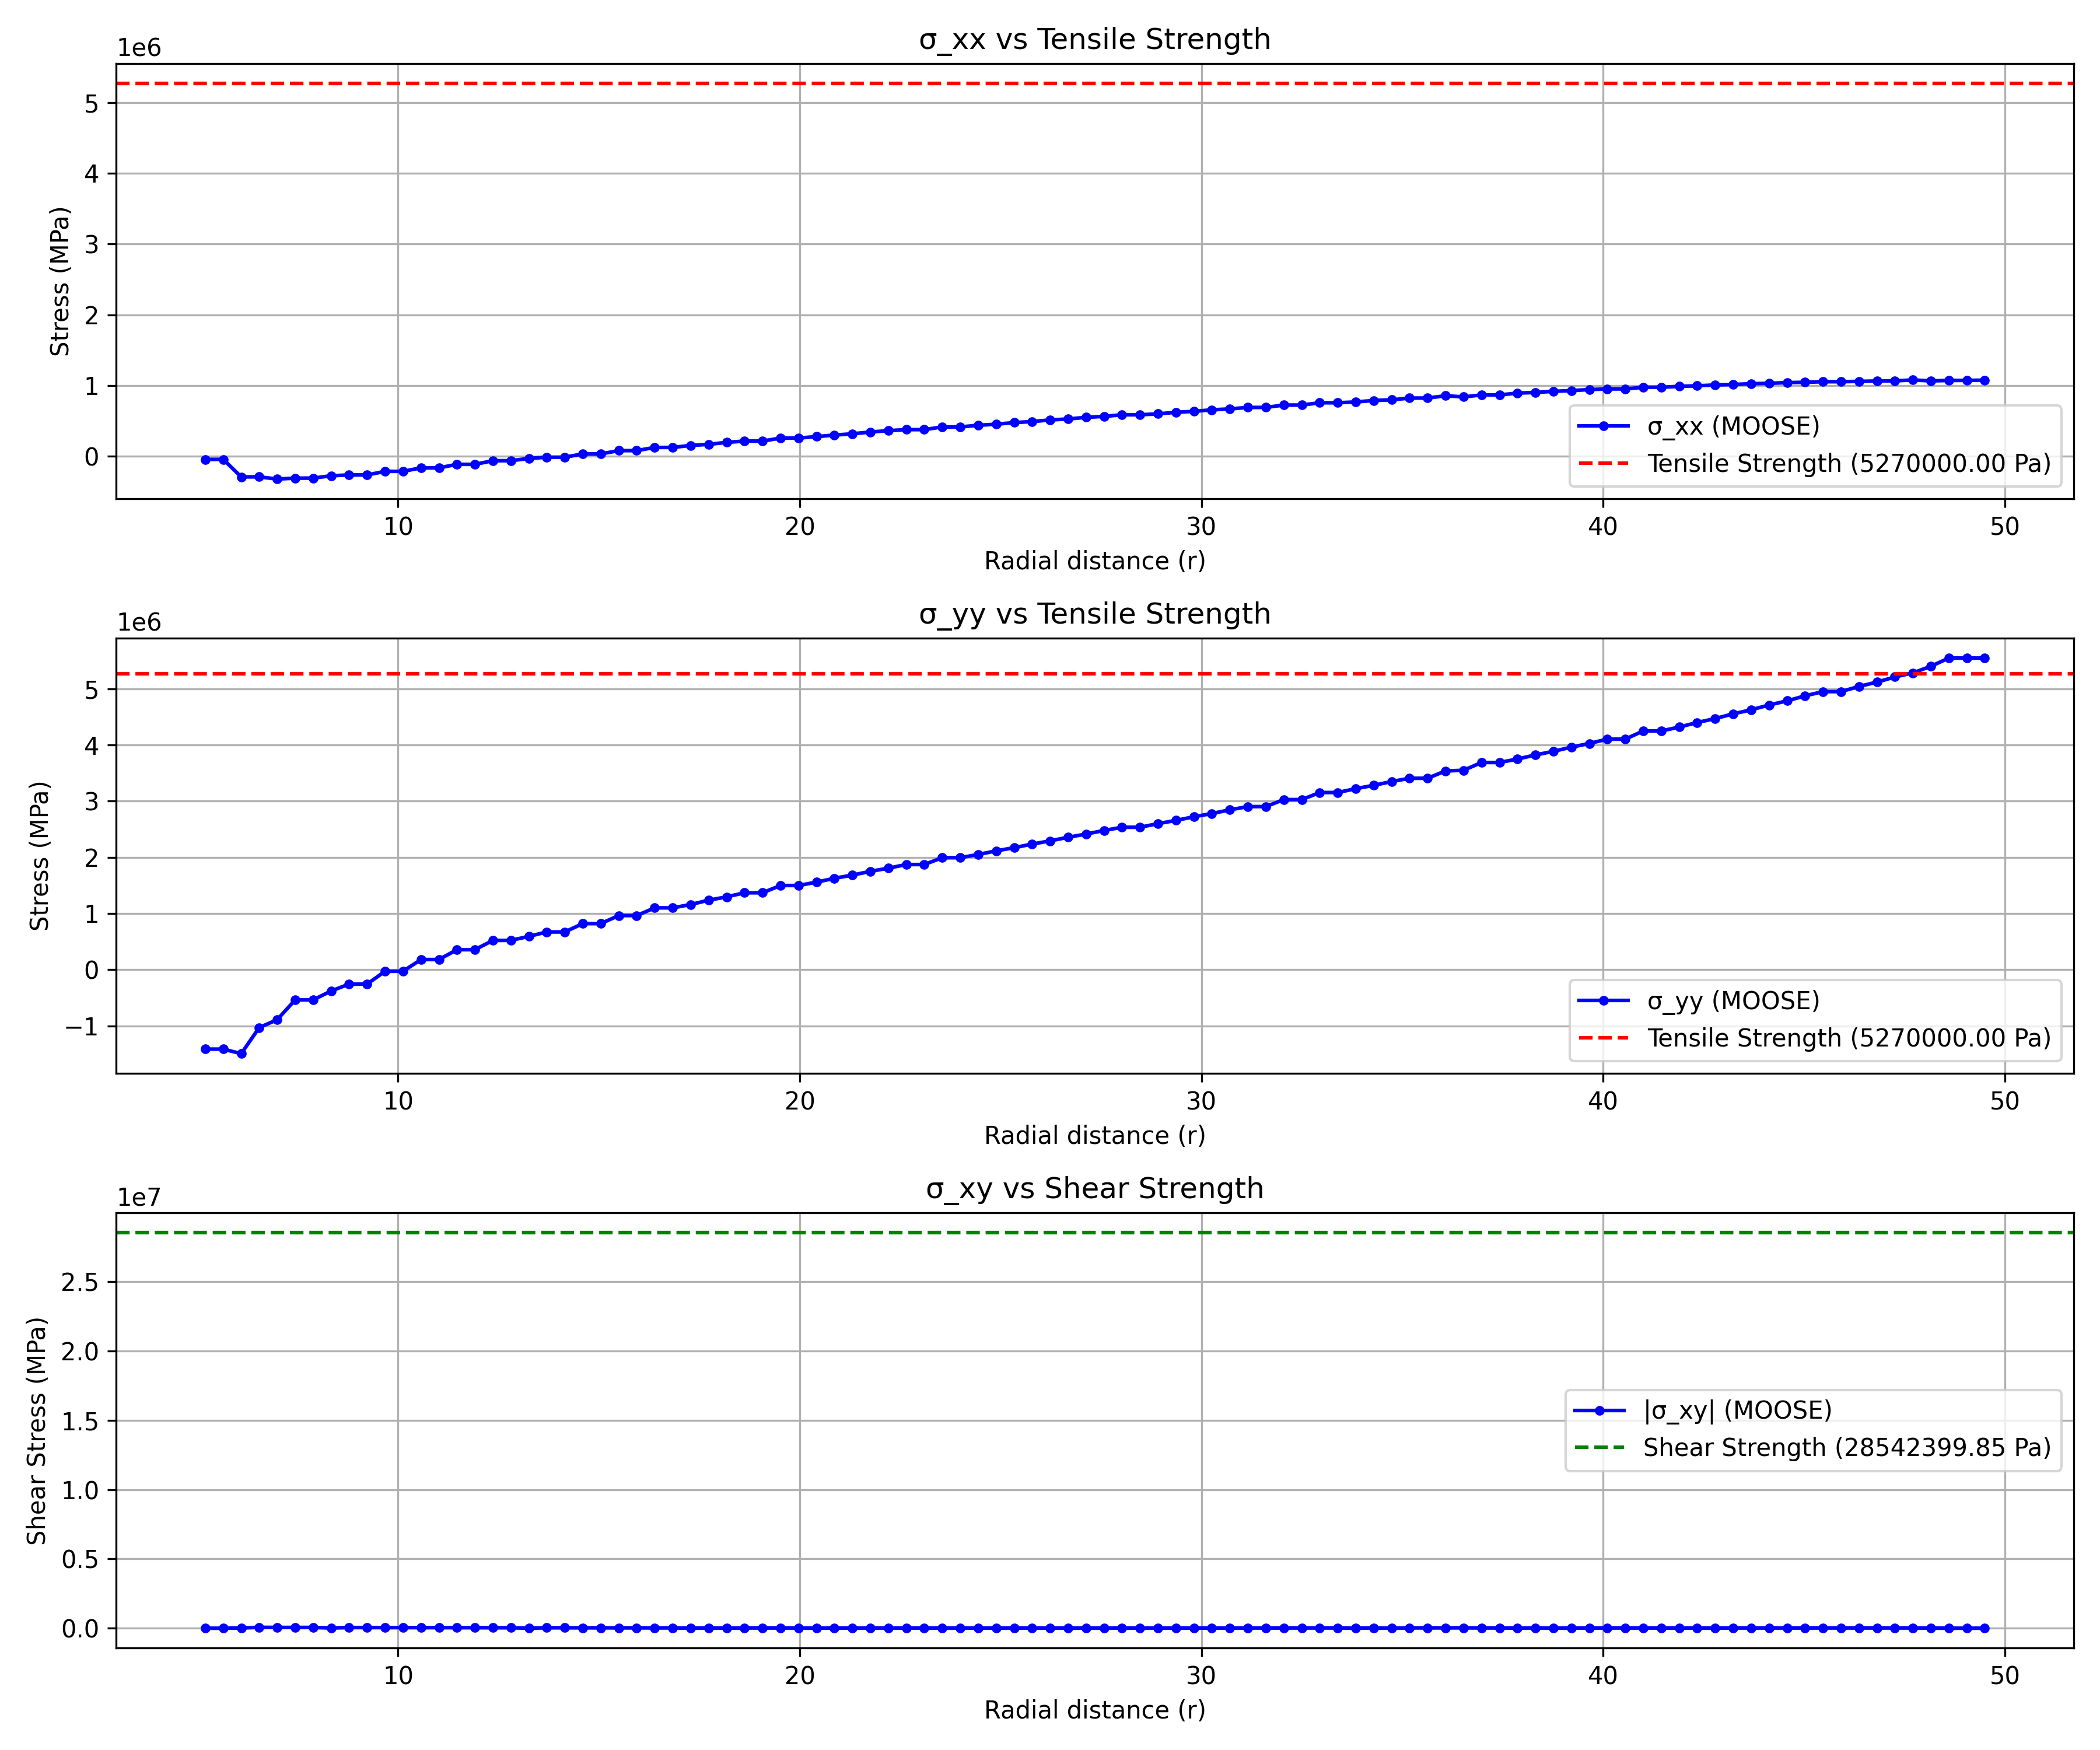 σ_xx vs Tensile Strength
1e6
5
4
3
2
1
0
Stress (MPa)
σ_xx (MOOSE)
Tensile Strength (5270000.00 Pa)
10 20 30 40 50
Radial distance (r)
σ_yy vs Tensile Strength
1e6
5
4
3
2
1
0
−1
Stress (MPa)
σ_yy (MOOSE)
Tensile Strength (5270000.00 Pa)
10 20 30 40 50
Radial distance (r)
σ_xy vs Shear Strength
1e7
2.5
2.0
1.5
1.0
0.5
0.0
Shear Stress (MPa)
|σ_xy| (MOOSE)
Shear Strength (28542399.85 Pa)
10 20 30 40 50
Radial distance (r)